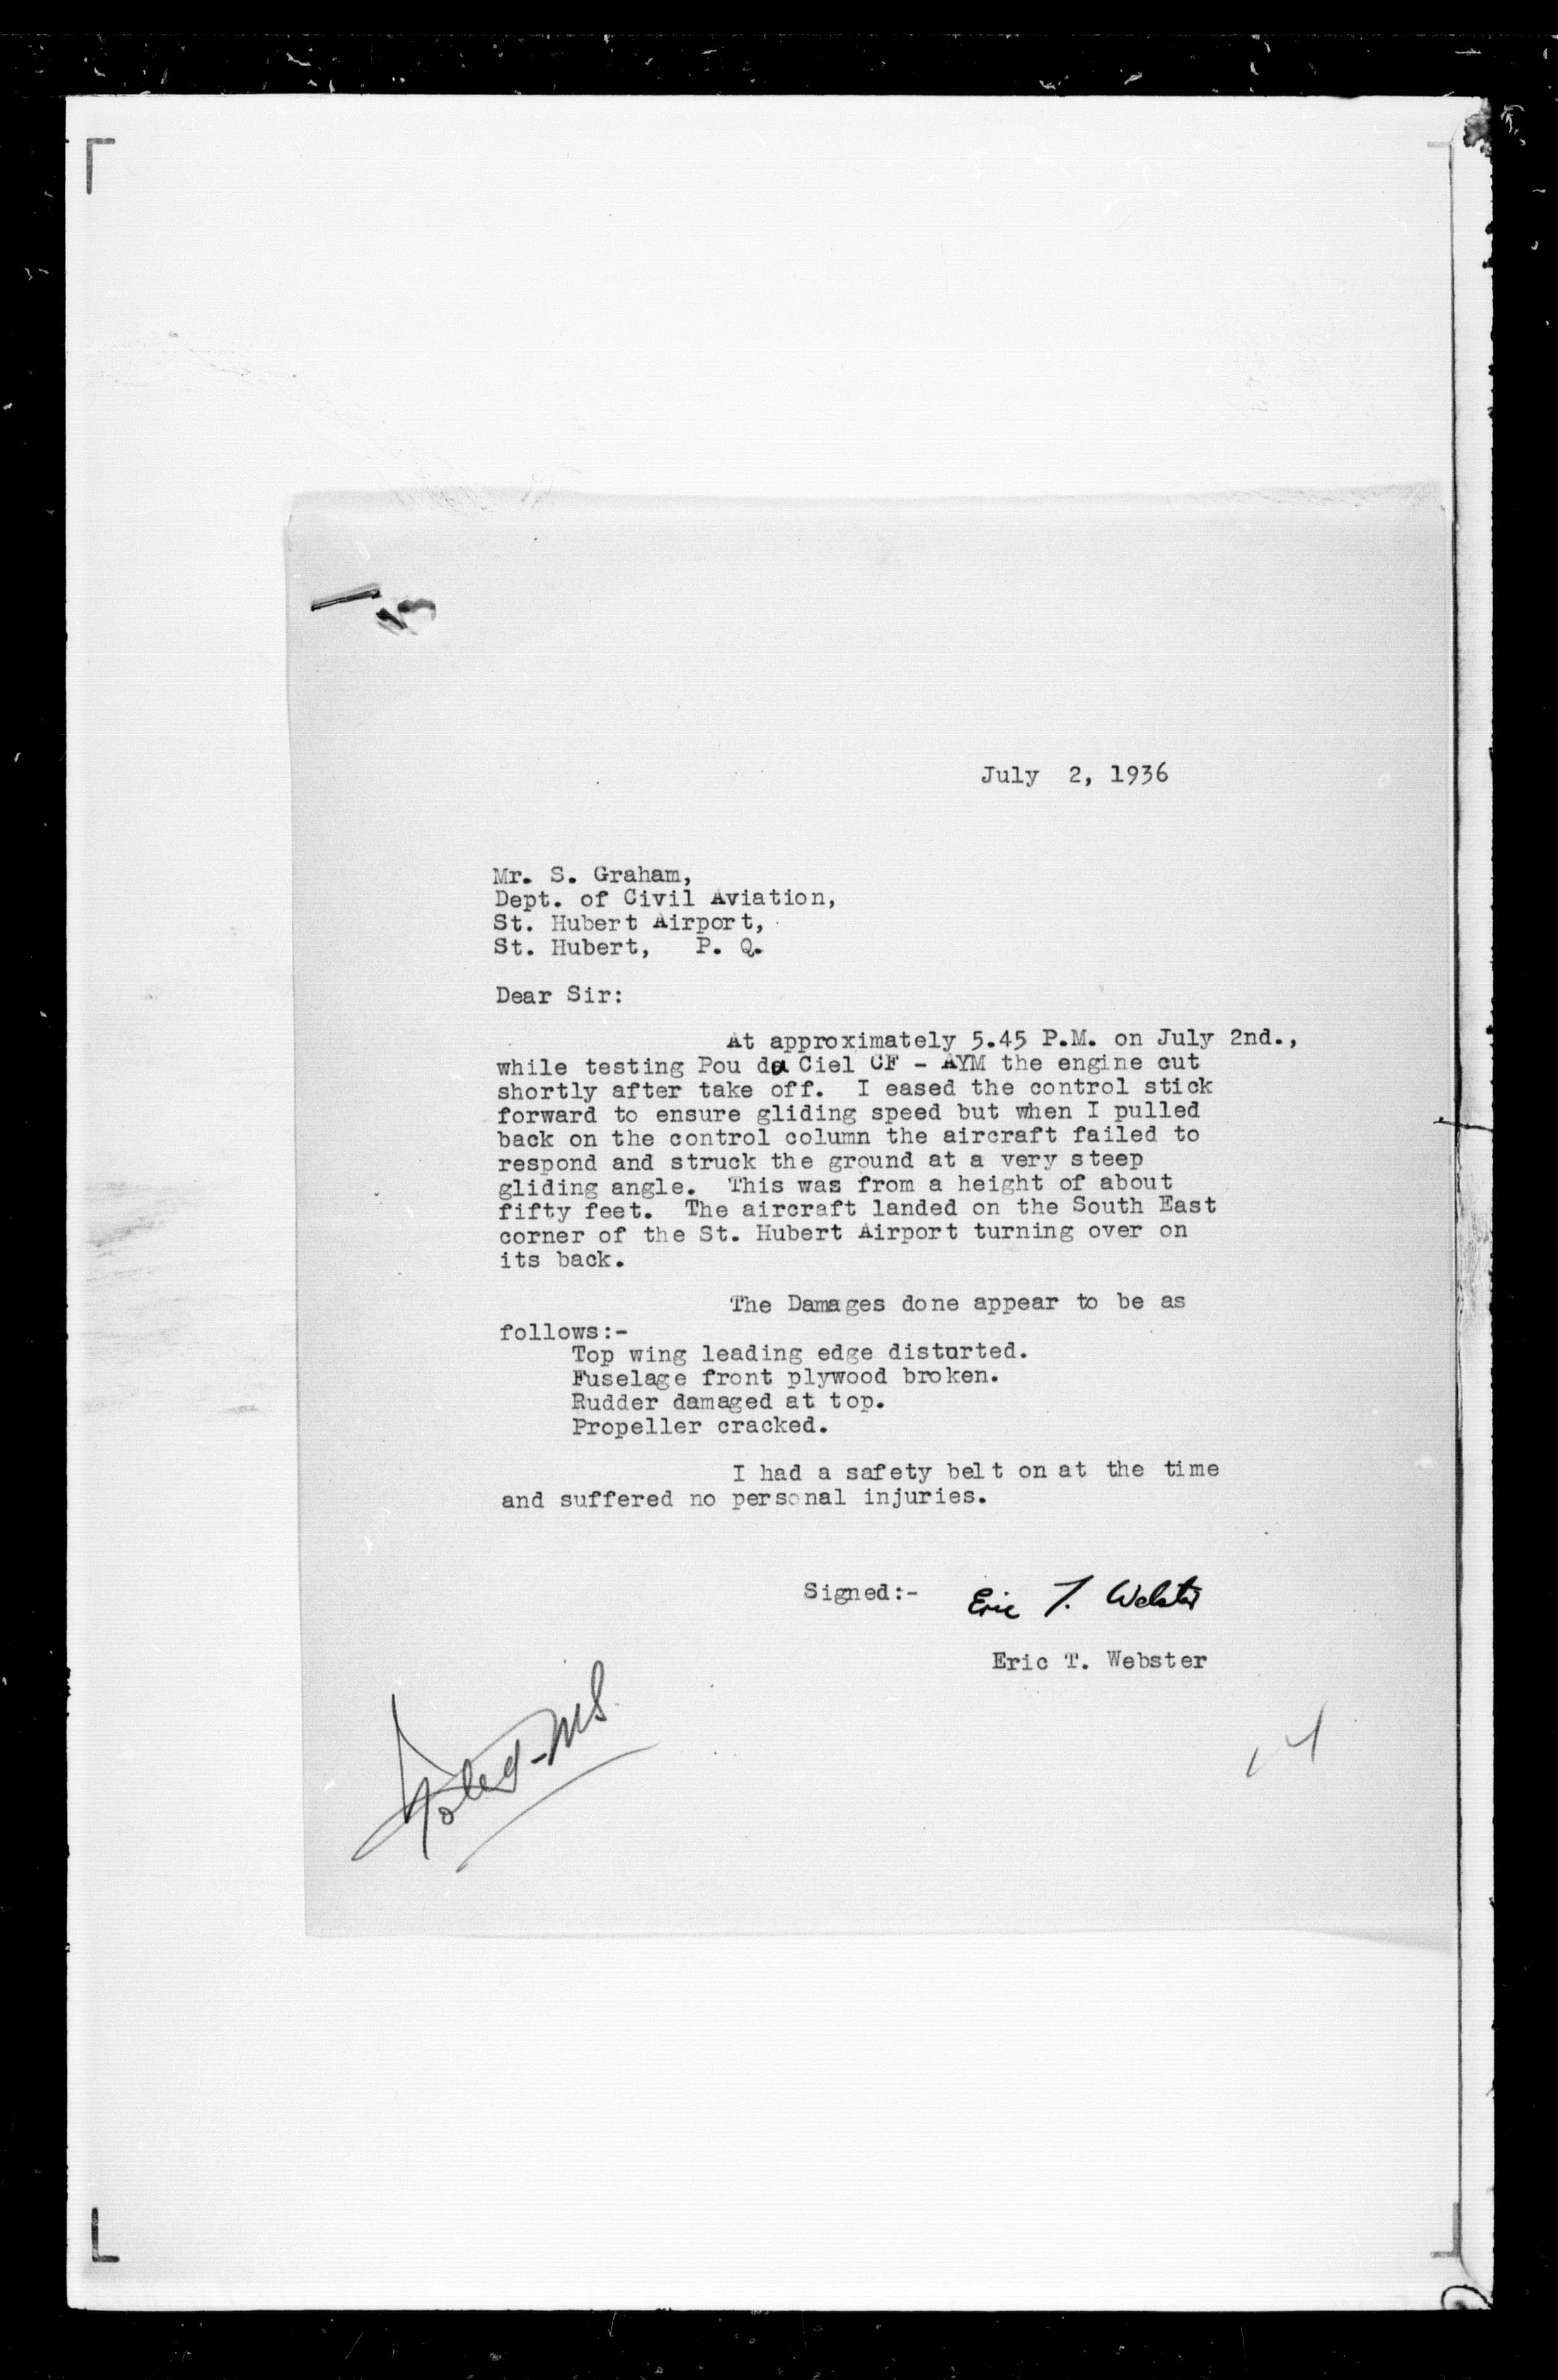 July 2, 1936
Mr. S. Graham,
Dept. of Civil Aviation,
St. Hubert Airport,
St. Hubert, P. Q.
Dear Sir:
At approximately 5.45 P.M. on July 2nd.,
while testing Pou du Ciel CF - AYM the engine cut
shortly after take off. I eased the control stick
forward to ensure gliding speed but when I pulled
back on the control column the aircraft failed to
respond and struck the ground at a very steep
gliding angle. This was from a height of about
fifty feet. The aircraft landed on the South East
corner of the St. Hubert Airport turning over on
its back.
The Damages done appear to be as
follows:-
Top wing leading edge disturted.
Fuselage front plywood broken.
Rudder damaged at top.
Propeller cracked.
I had a safety belt on at the time
and suffered no personal injuries.
Signed:- Eric T. Webster
Eric T. Webster